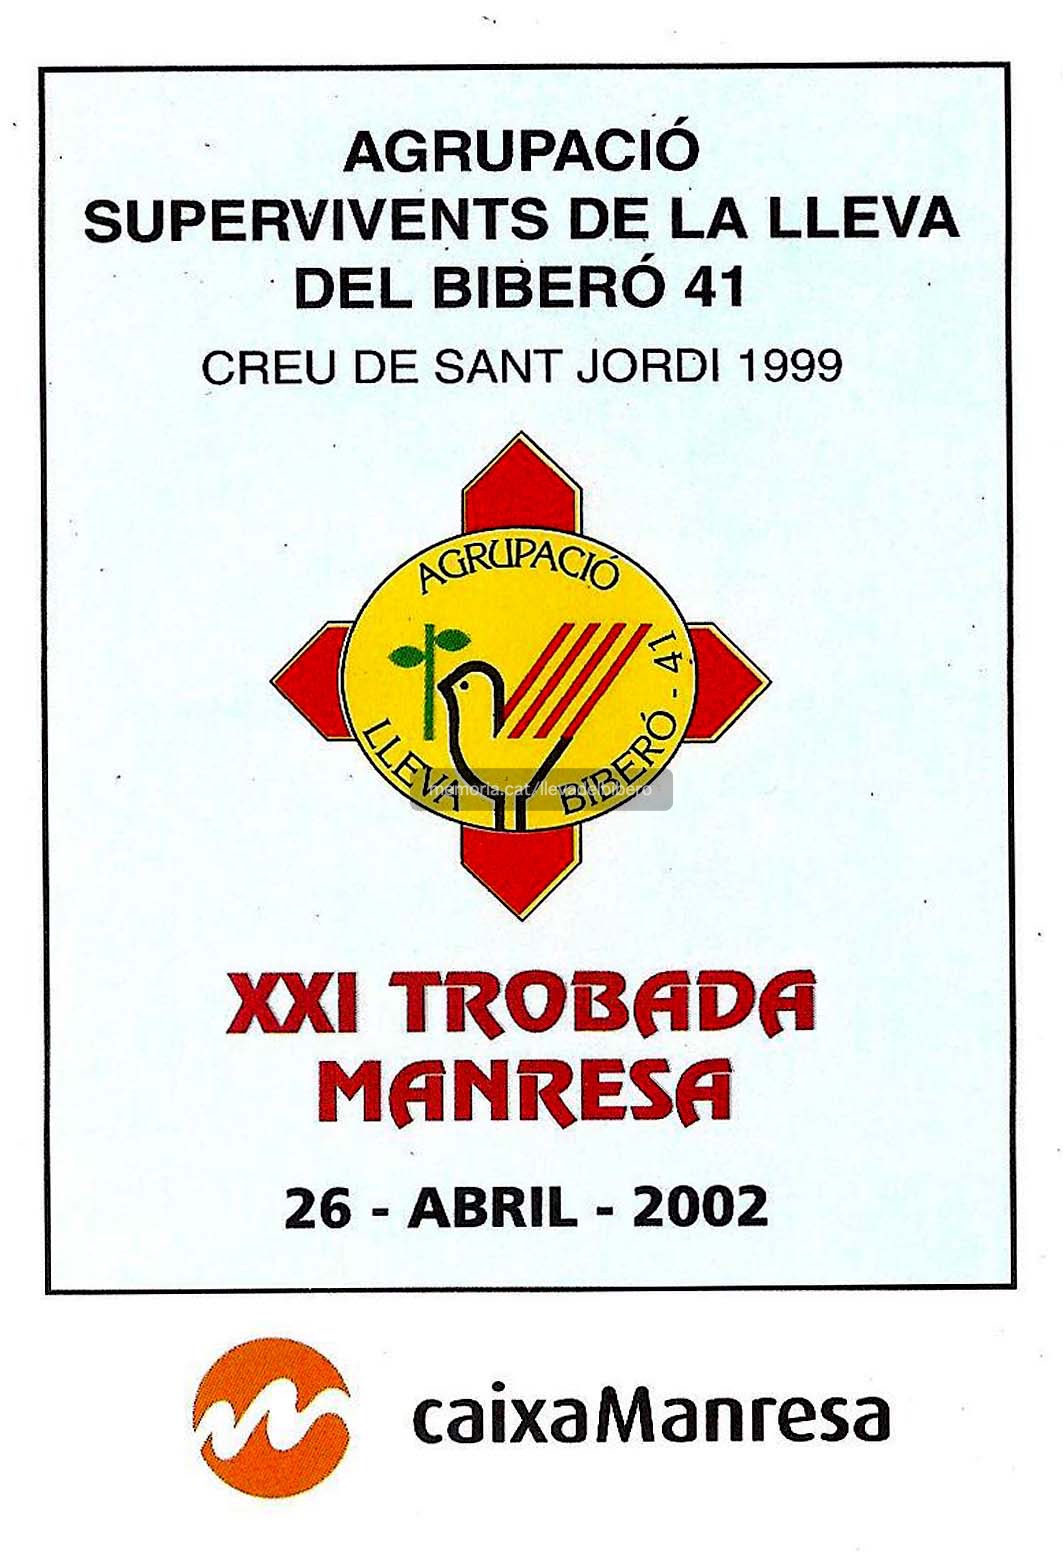 AGRUPACIÓ
SUPERVIVENTS DE LA LLEVA
DEL BIBERÓ 41
CREU DE SANT JORDI 1999
AGRUPACIÓ
LLEVA BIBERÓ - 41
memoria.cat/llevadelbibero
XXI TROBADA
MANRESA
26 - ABRIL - 2002
caixaManresa